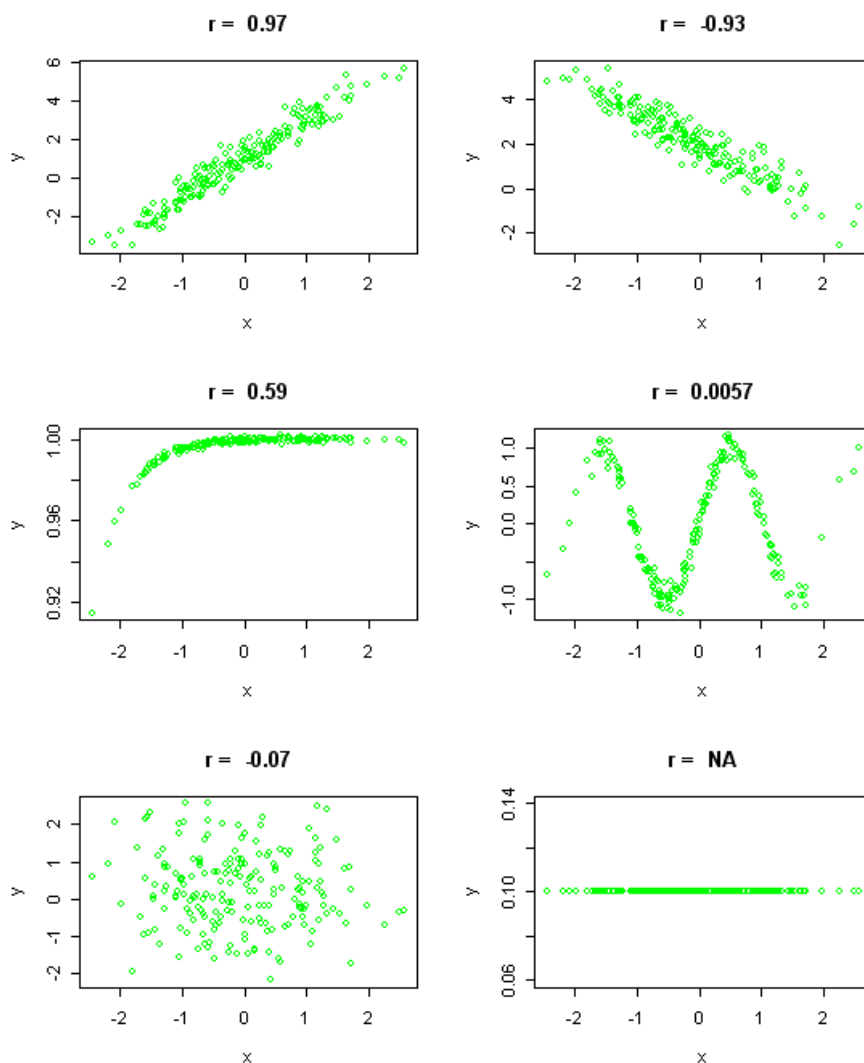 r = 0.97
6
4
2
0
-2
y
-2 -1 0 1 2
x
r = -0.93
4
2
0
-2
y
-2 -1 0 1 2
x
r = 0.59
1.00
0.96
0.92
y
-2 -1 0 1 2
x
r = 0.0057
1.0
0.5
0.0
-1.0
y
-2 -1 0 1 2
x
r = -0.07
2
1
0
-1
-2
y
-2 -1 0 1 2
x
r = NA
0.14
0.10
0.06
y
-2 -1 0 1 2
x